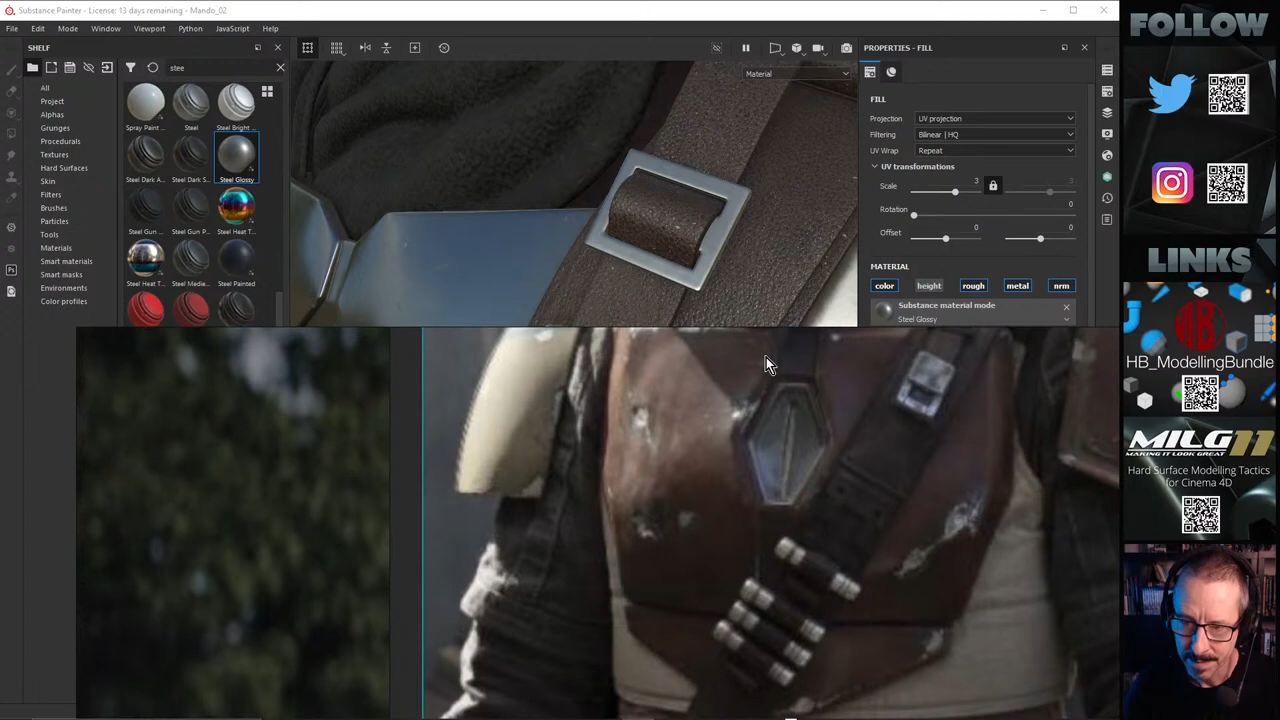 Substance Painter - License: 13 days remaining - Mando_02
File Edit Mode Window Viewport Python JavaScript Help
SHELF
stee
All
Project
Alphas
Grunges
Procedurals
Textures
Hard Surfaces
Skin
Filters
Brushes
Particles
Tools
Materials
Smart materials
Smart masks
Environments
Color profiles
Spray Paint ... Steel Steel Bright ...
Steel Dark A... Steel Dark S... Steel Glossy
Steel Gun ... Steel Gun P... Steel Heat T...
Steel Heat T... Steel Medie... Steel Painted
Ps
Material
PROPERTIES - FILL
FILL
Projection UV projection
Filtering Bilinear | HQ
UV Wrap Repeat
UV transformations
Scale 3
Rotation 0
Offset 0 0
MATERIAL
color height rough metal nrm
Substance material mode
Steel Glossy
FOLLOW
LINKS
HB
HB_ModellingBundle
MILG11
MAKING IT LOOK GREAT
Hard Surface Modelling Tactics
for Cinema 4D